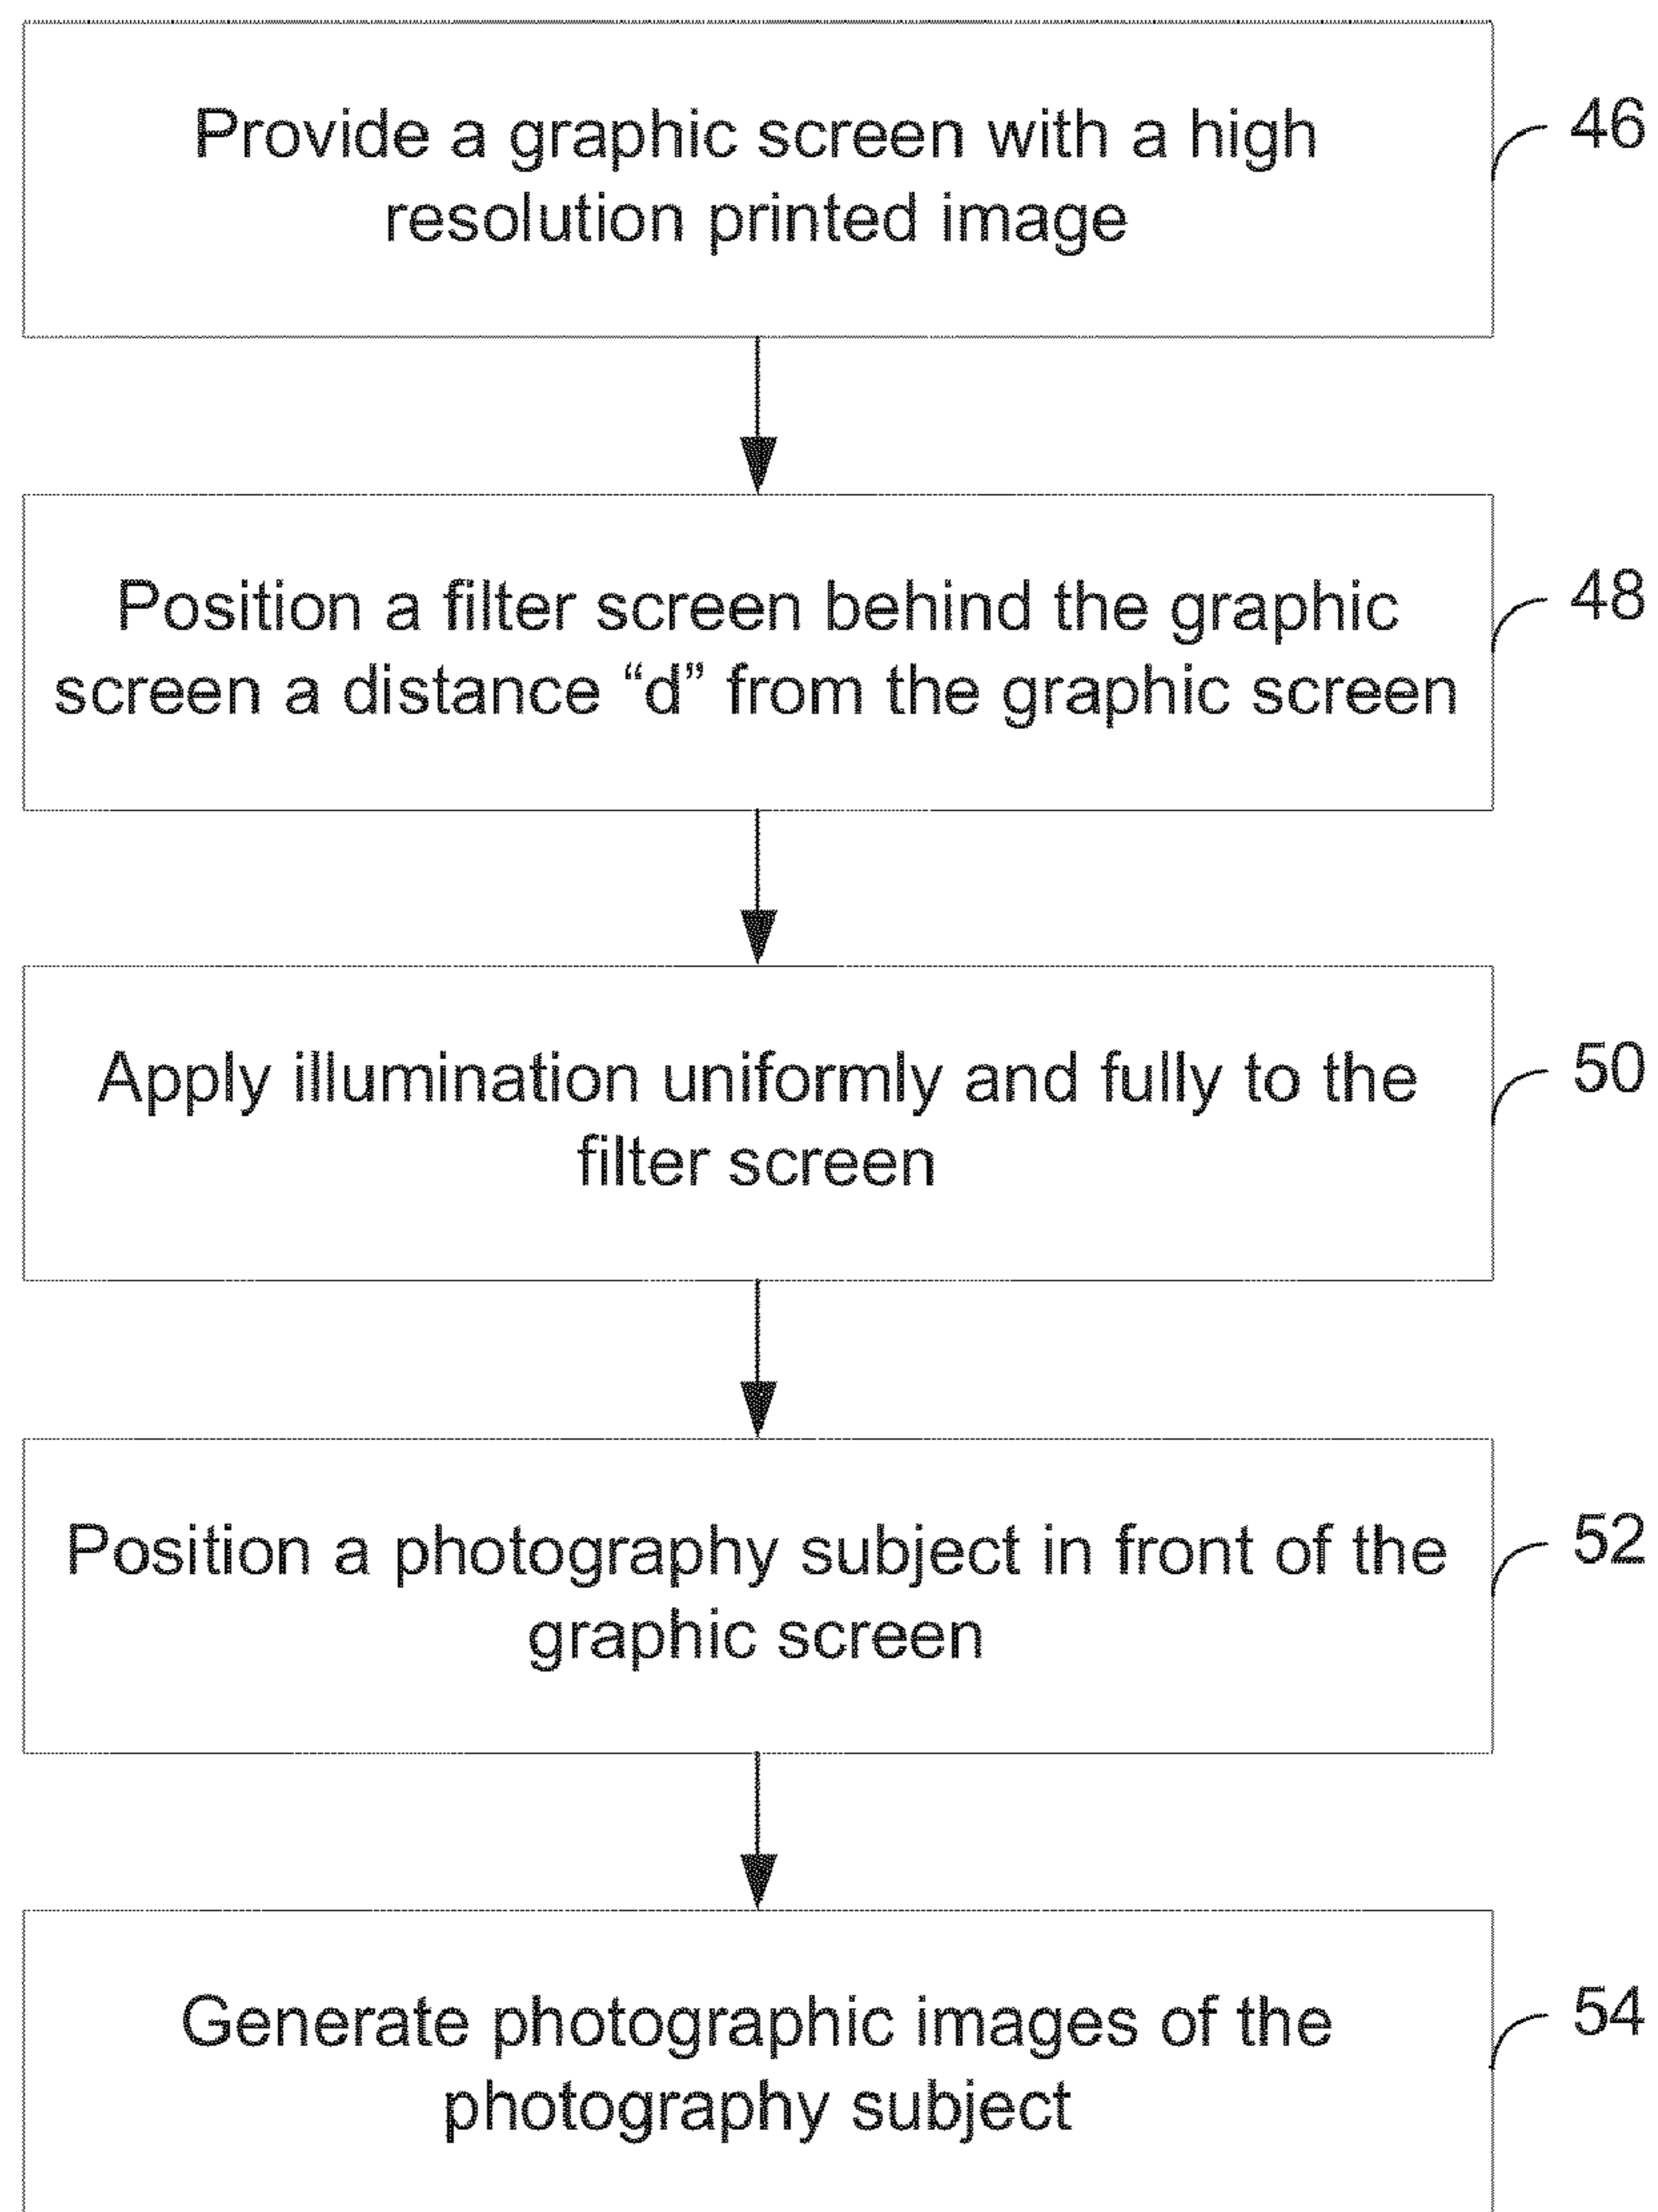 Provide a graphic screen with a high
resolution printed image
46
Position a filter screen behind the graphic
screen a distance “d” from the graphic screen
48
Apply illumination uniformly and fully to the
filter screen
50
Position a photography subject in front of the
graphic screen
52
Generate photographic images of the
photography subject
54